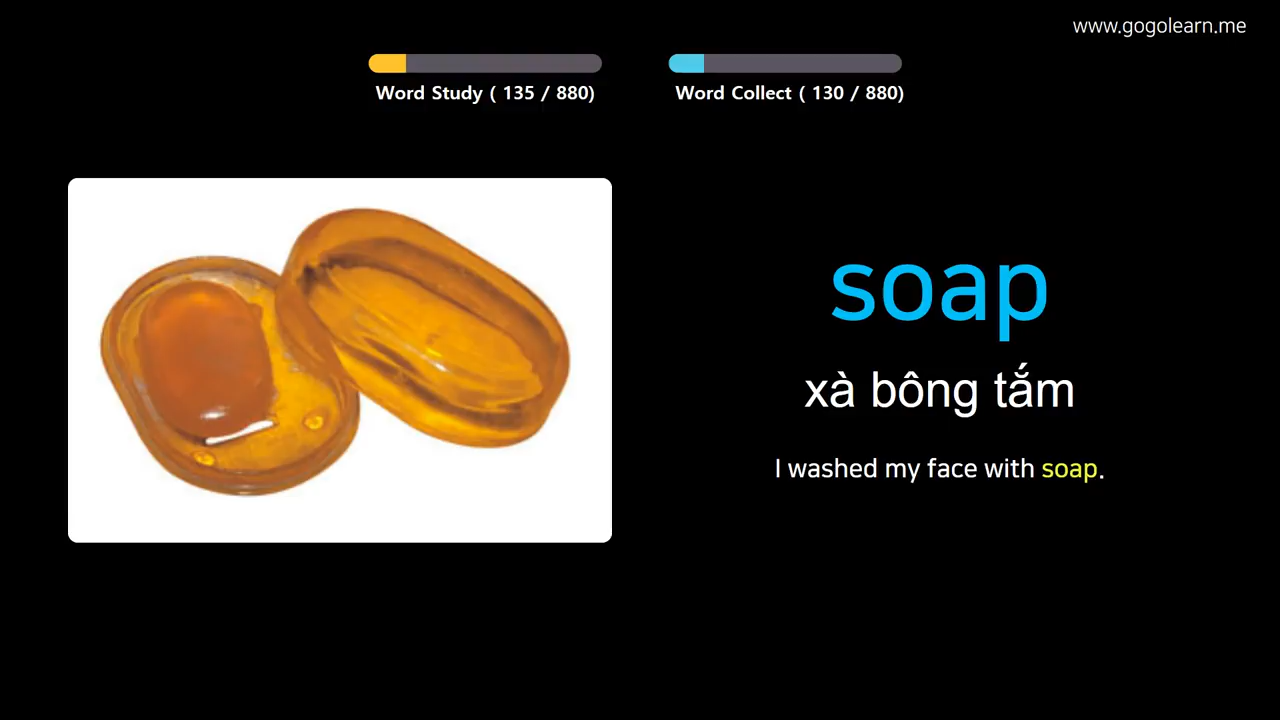 www.gogolearn.me
Word Study ( 135 / 880)
Word Collect ( 130 / 880)
soap
xà bông tắm
I washed my face with soap.